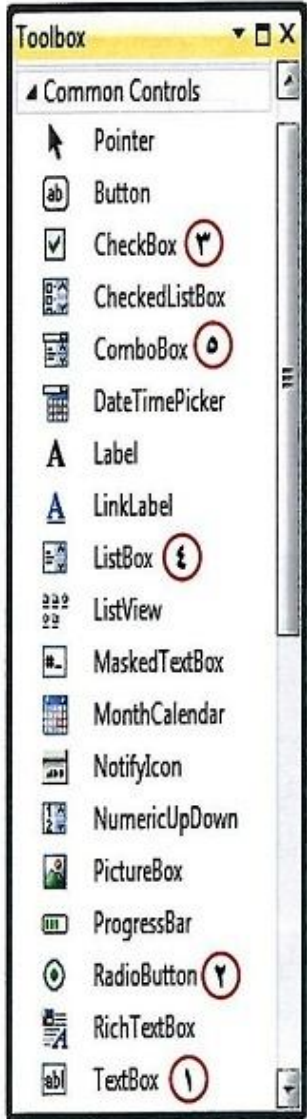 Toolbox
Common Controls
Pointer
Button
CheckBox ٣
CheckedListBox
ComboBox ٥
DateTimePicker
Label
LinkLabel
ListBox ٤
ListView
MaskedTextBox
MonthCalendar
NotifyIcon
NumericUpDown
PictureBox
ProgressBar
RadioButton ٢
RichTextBox
TextBox ١